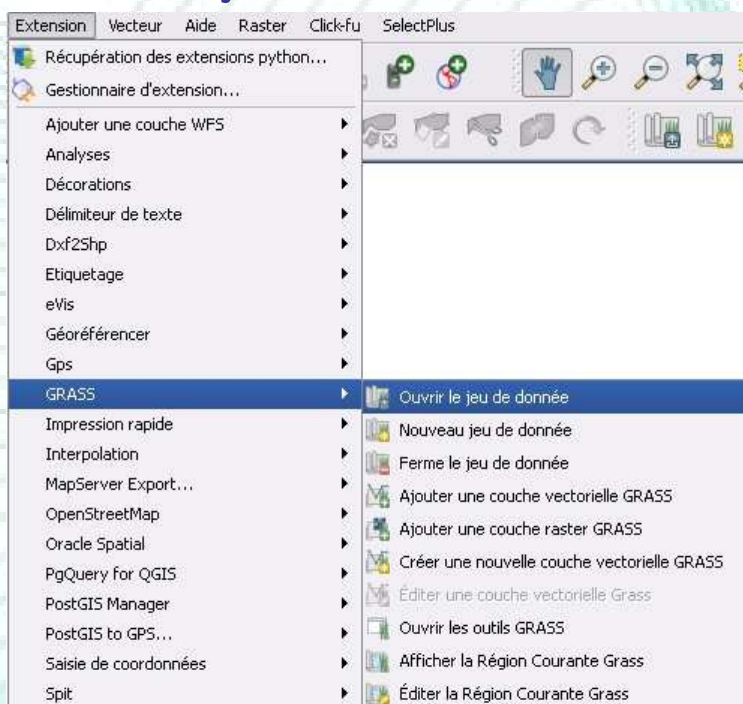 Extension Vecteur Aide Raster Click-fu SelectPlus
Récupération des extensions python...
Gestionnaire d'extension...
Ajouter une couche WFS
Analyses
Décorations
Délimiteur de texte
Dxf2Shp
Etiquetage
eVis
Géoréférencer
Gps
GRASS
Impression rapide
Interpolation
MapServer Export...
OpenStreetMap
Oracle Spatial
PgQuery for QGIS
PostGIS Manager
PostGIS to GPS...
Saisie de coordonnées
Spit
Ouvrir le jeu de donnée
Nouveau jeu de donnée
Ferme le jeu de donnée
Ajouter une couche vectorielle GRASS
Ajouter une couche raster GRASS
Créer une nouvelle couche vectorielle GRASS
Éditer une couche vectorielle Grass
Ouvrir les outils GRASS
Afficher la Région Courante Grass
Éditer la Région Courante Grass